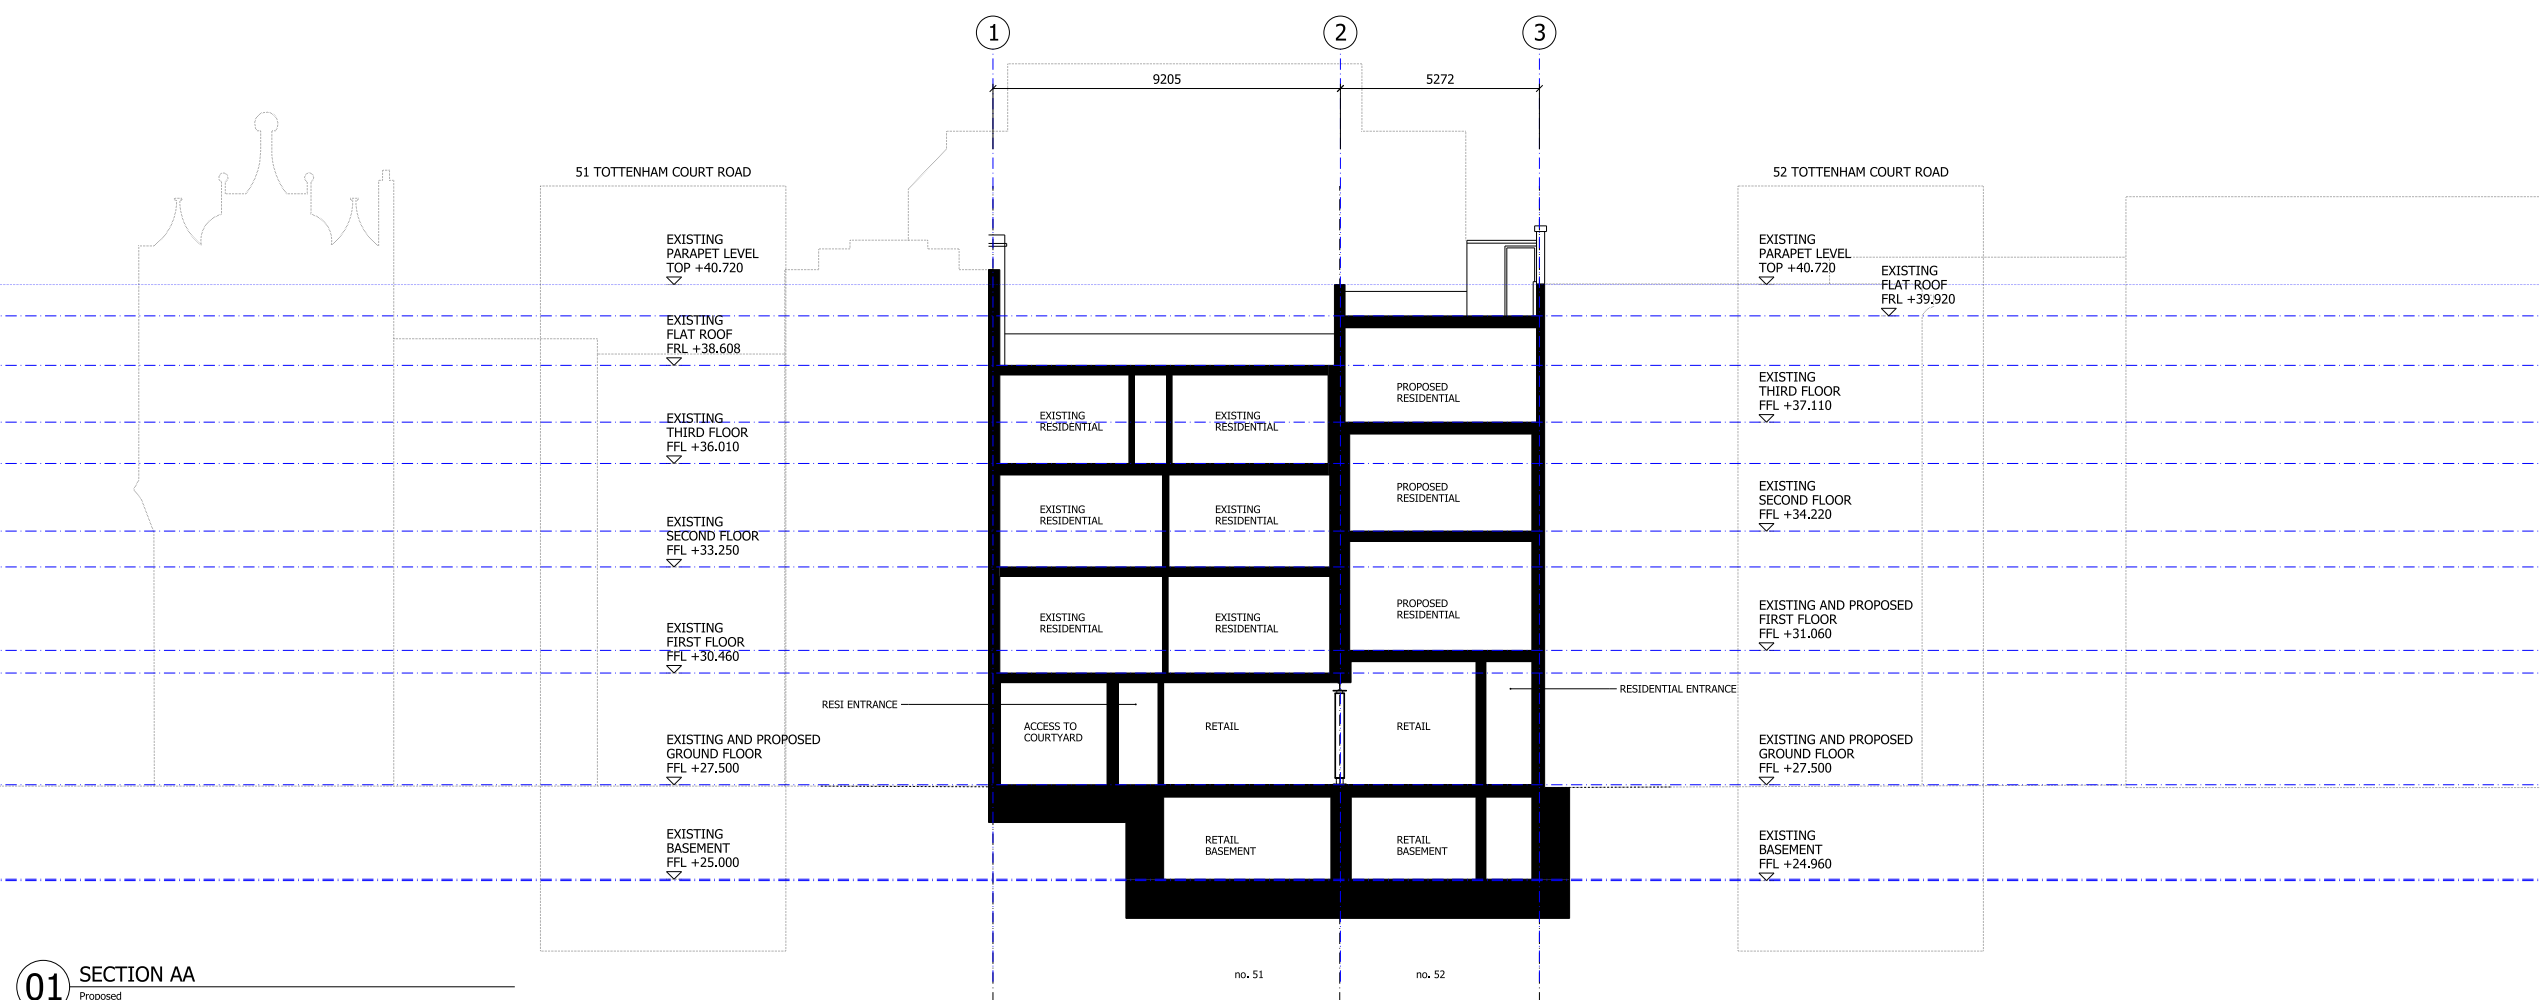 1
2
3
9205
5272
51 TOTTENHAM COURT ROAD
52 TOTTENHAM COURT ROAD
EXISTING
PARAPET LEVEL
TOP +40.720
EXISTING
FLAT ROOF
FRL +38.608
EXISTING
THIRD FLOOR
FFL +36.010
EXISTING
SECOND FLOOR
FFL +33.250
EXISTING
FIRST FLOOR
FFL +30.460
EXISTING AND PROPOSED
GROUND FLOOR
FFL +27.500
EXISTING
BASEMENT
FFL +25.000
RESI ENTRANCE
EXISTING
RESIDENTIAL
EXISTING
RESIDENTIAL
EXISTING
RESIDENTIAL
EXISTING
RESIDENTIAL
EXISTING
RESIDENTIAL
EXISTING
RESIDENTIAL
ACCESS TO
COURTYARD
RETAIL
RETAIL
BASEMENT
PROPOSED
RESIDENTIAL
PROPOSED
RESIDENTIAL
PROPOSED
RESIDENTIAL
RETAIL
RETAIL
BASEMENT
RESIDENTIAL ENTRANCE
EXISTING
PARAPET LEVEL
TOP +40.720
EXISTING
FLAT ROOF
FRL +39.920
EXISTING
THIRD FLOOR
FFL +37.110
EXISTING
SECOND FLOOR
FFL +34.220
EXISTING AND PROPOSED
FIRST FLOOR
FFL +31.060
EXISTING AND PROPOSED
GROUND FLOOR
FFL +27.500
EXISTING
BASEMENT
FFL +24.960
no. 51
no. 52
01
SECTION AA
Proposed